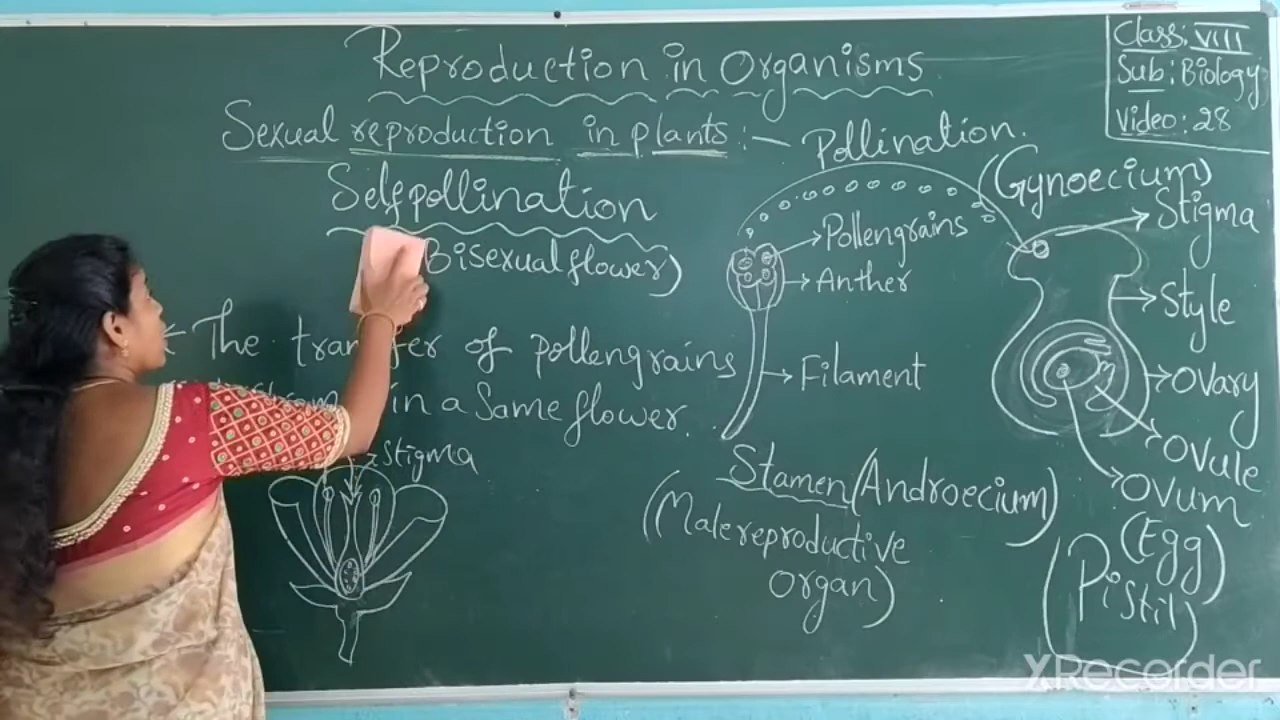 Reproduction in Organisms
Class: VIII
Sub: Biology
Video: 28
Sexual reproduction in plants:- Pollination.
Self pollination
Bisexual flower)
The transfer of pollengrains
in a Same flower.
Stigma
Pollengrains
Anther
Filament
Stamen (Androecium)
(Male reproductive
Organ)
(Gynoecium)
Stigma
Style
Ovary
Ovule
Ovum
(Egg)
(Pistil)
XRecorder